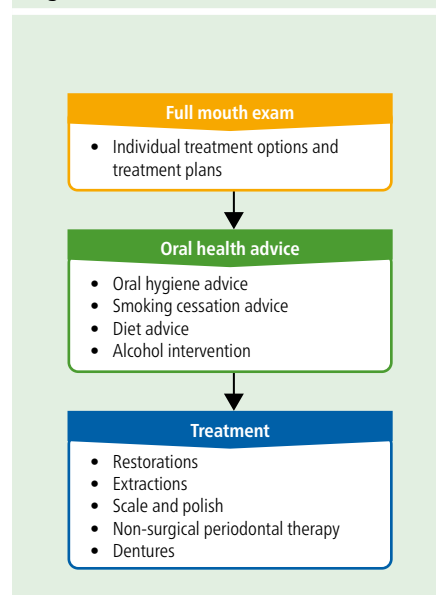 Full mouth exam
• Individual treatment options and
treatment plans
Oral health advice
• Oral hygiene advice
• Smoking cessation advice
• Diet advice
• Alcohol intervention
Treatment
• Restorations
• Extractions
• Scale and polish
• Non-surgical periodontal therapy
• Dentures